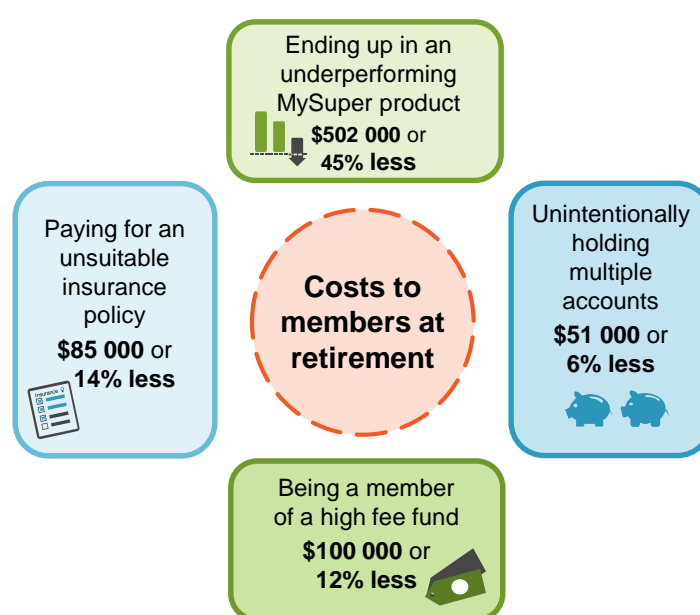 Ending up in an
underperforming
MySuper product
$502 000 or
45% less
Paying for an
unsuitable
insurance
policy
$85 000 or
14% less
Insurance
Costs to
members at
retirement
Unintentionally
holding
multiple
accounts
$51 000 or
6% less
Being a member
of a high fee fund
$100 000 or
12% less